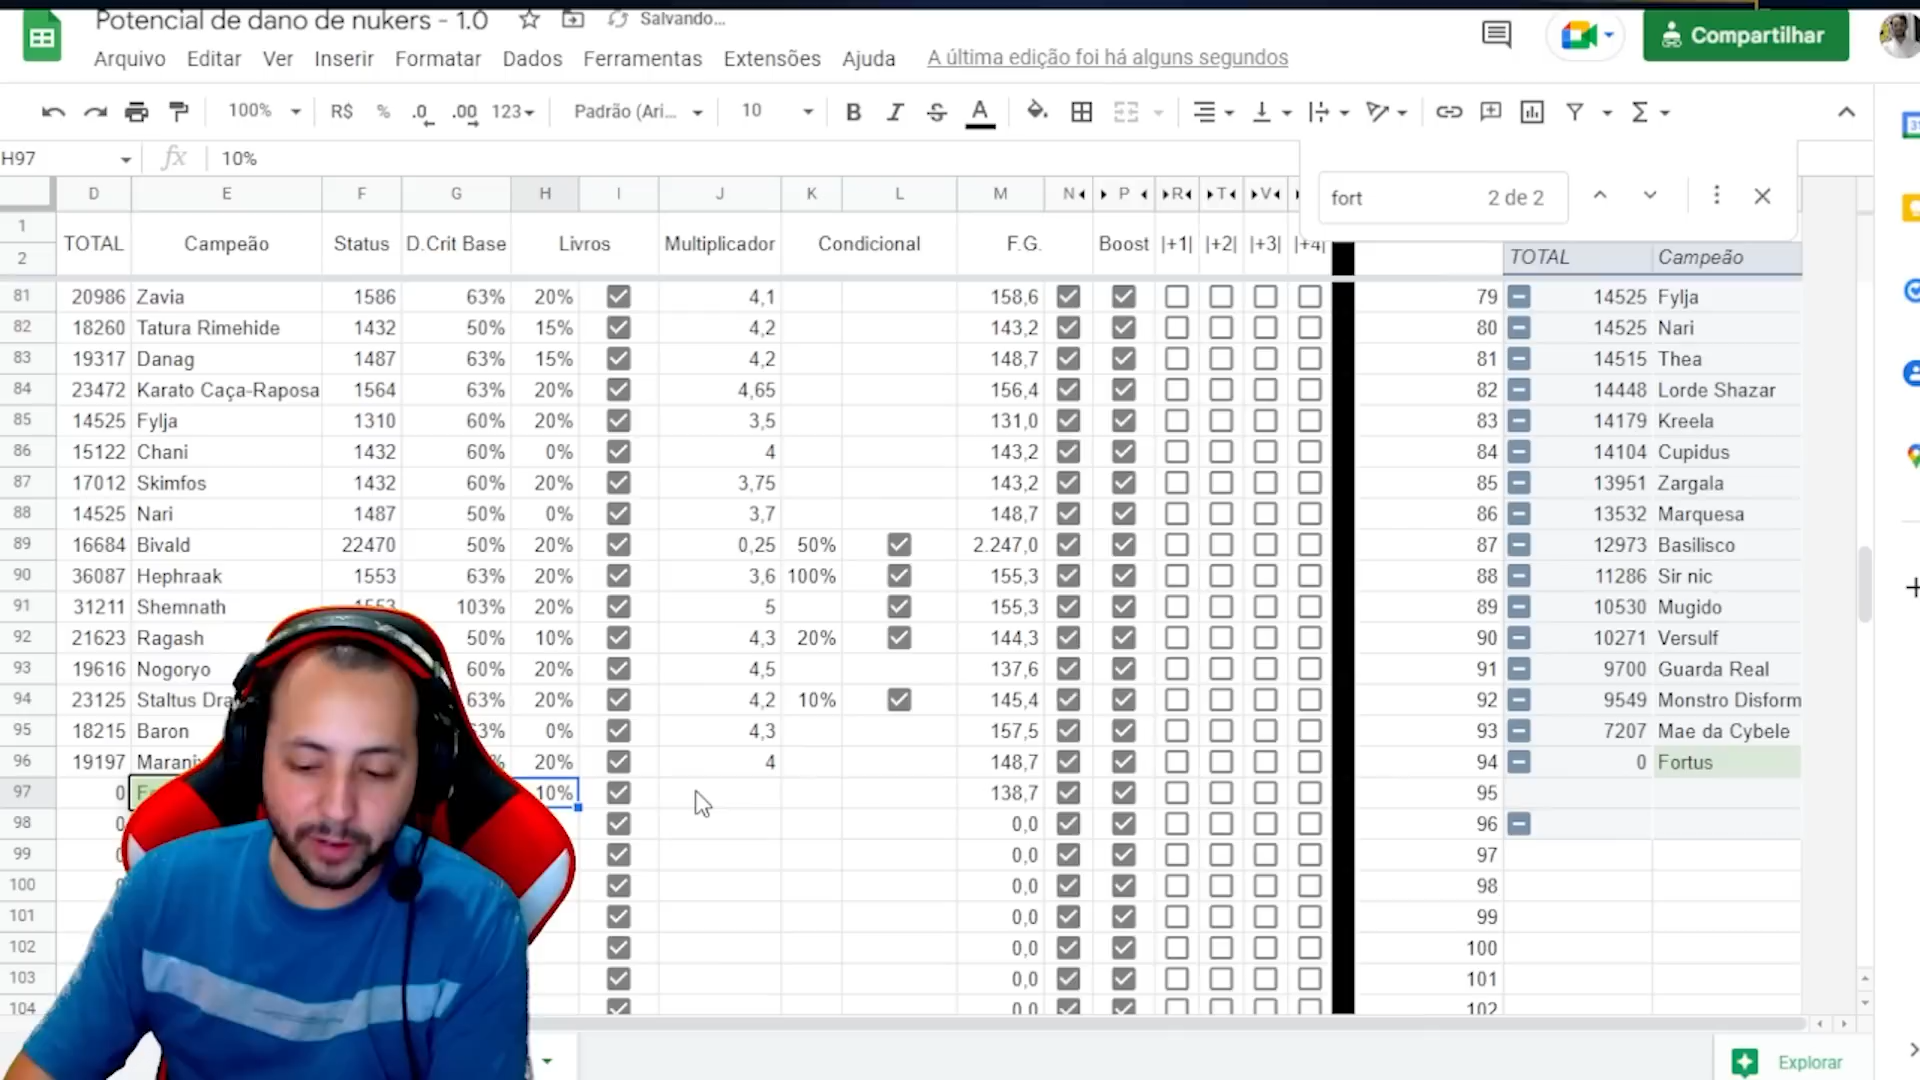 Potencial de dano de nukers - 1.0 Salvando...
Arquivo Editar Ver Inserir Formatar Dados Ferramentas Extensões Ajuda A última edição foi há alguns segundos
Compartilhar
100% R$ % .0 .00 123 Padrão (Ari... 10 B I S A
H97 fx 10%
fort 2 de 2
D E F G H I J K L M N P R T V
1
2
TOTAL Campeão Status D.Crit Base Livros Multiplicador Condicional F.G. Boost |+1| |+2| |+3| |+4| TOTAL Campeão
81 20986 Zavia 1586 63% 20% 4,1 158,6 79 14525 Fylja
82 18260 Tatura Rimehide 1432 50% 15% 4,2 143,2 80 14525 Nari
83 19317 Danag 1487 63% 15% 4,2 148,7 81 14515 Thea
84 23472 Karato Caça-Raposa 1564 63% 20% 4,65 156,4 82 14448 Lorde Shazar
85 14525 Fylja 1310 60% 20% 3,5 131,0 83 14179 Kreela
86 15122 Chani 1432 60% 0% 4 143,2 84 14104 Cupidus
87 17012 Skimfos 1432 60% 20% 3,75 143,2 85 13951 Zargala
88 14525 Nari 1487 50% 0% 3,7 148,7 86 13532 Marquesa
89 16684 Bivald 22470 50% 20% 0,25 50% 2.247,0 87 12973 Basilisco
90 36087 Hephraak 1553 63% 20% 3,6 100% 155,3 88 11286 Sir nic
91 31211 Shemnath 1553 103% 20% 5 155,3 89 10530 Mugido
92 21623 Ragash 50% 10% 4,3 20% 144,3 90 10271 Versulf
93 19616 Nogoryo 60% 20% 4,5 137,6 91 9700 Guarda Real
94 23125 Staltus Dra 63% 20% 4,2 10% 145,4 92 9549 Monstro Disform
95 18215 Baron 3% 0% 4,3 157,5 93 7207 Mae da Cybele
96 19197 Marani 20% 4 148,7 94 0 Fortus
97 0 10% 138,7 95
98 0 0,0 96
99 0,0 97
100 0,0 98
101 0,0 99
102 0,0 100
103 0,0 101
104 0,0 102
Explorar